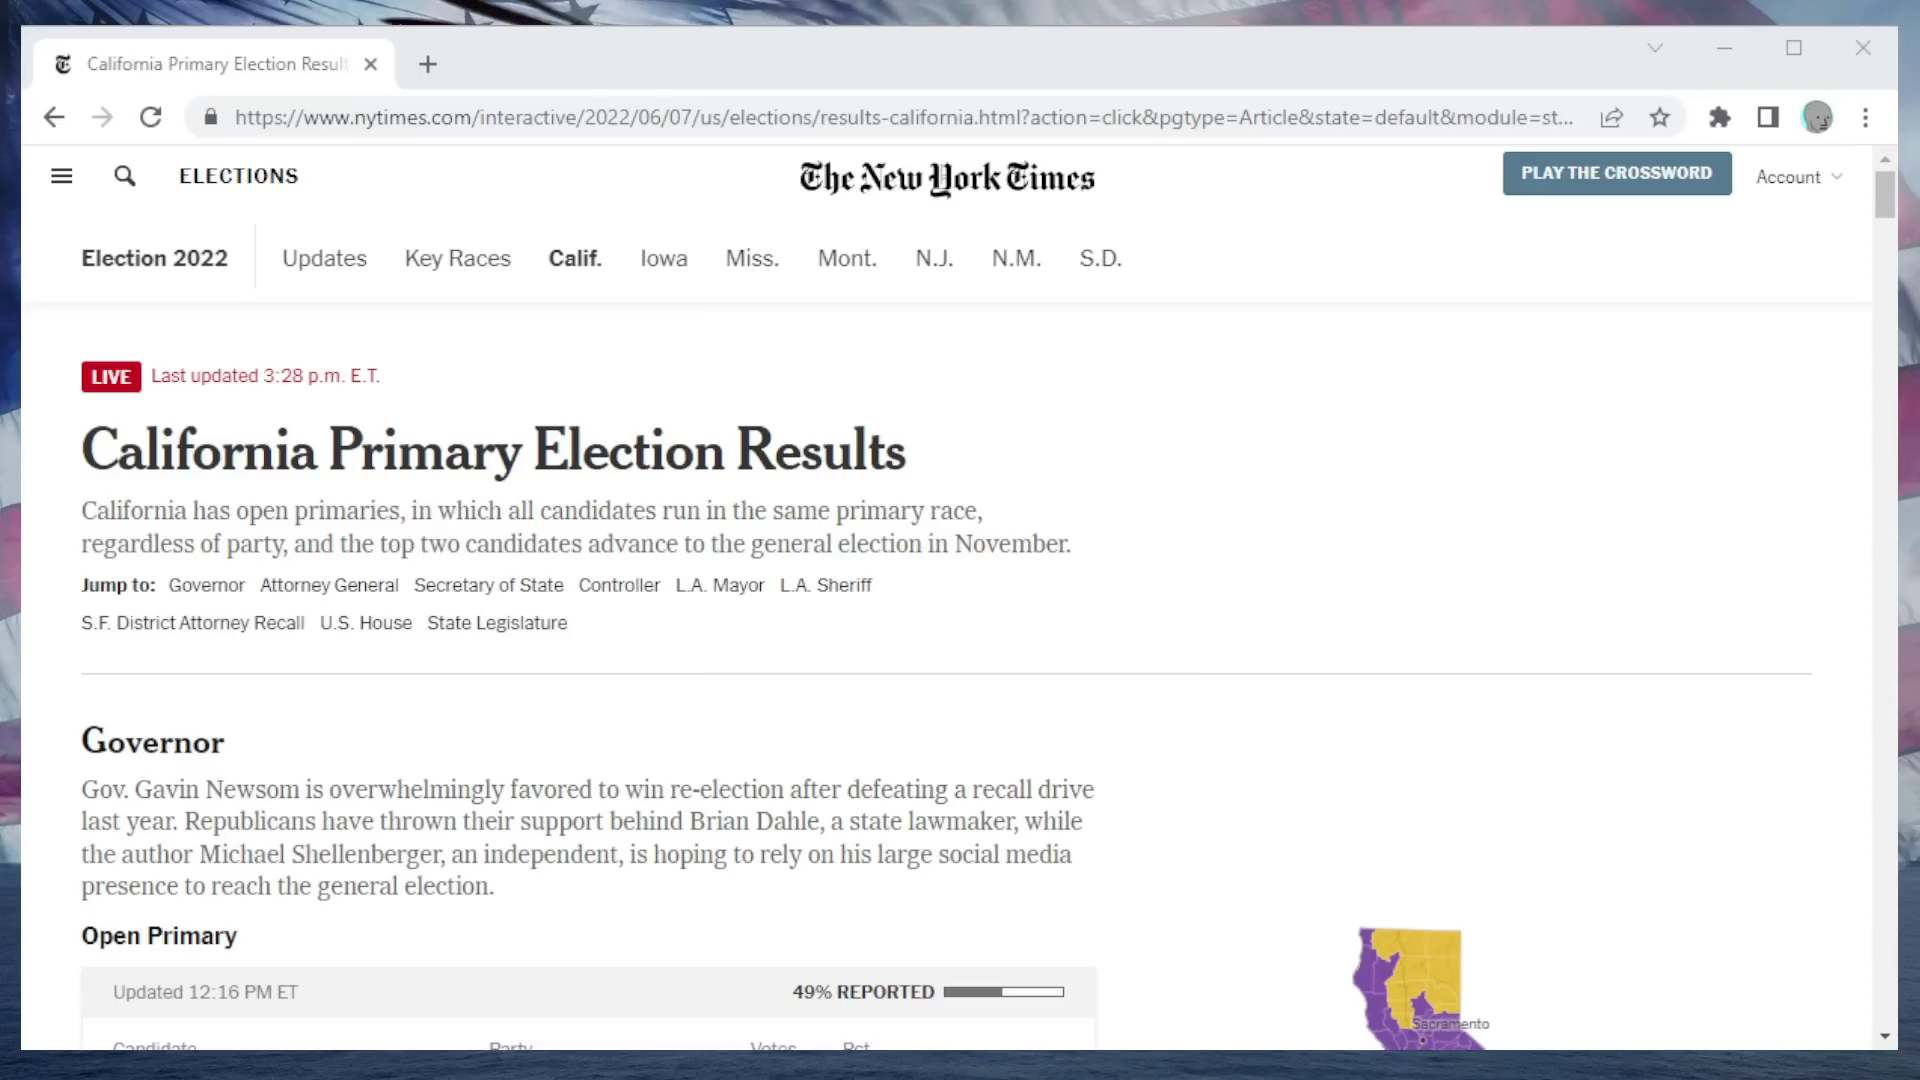 California Primary Election Result
https://www.nytimes.com/interactive/2022/06/07/us/elections/results-california.html?action=click&pgtype=Article&state=default&module=st...
ELECTIONS
The New York Times
PLAY THE CROSSWORD
Account
Election 2022
Updates
Key Races
Calif.
Iowa
Miss.
Mont.
N.J.
N.M.
S.D.
LIVE Last updated 3:28 p.m. E.T.
California Primary Election Results
California has open primaries, in which all candidates run in the same primary race,
regardless of party, and the top two candidates advance to the general election in November.
Jump to: Governor Attorney General Secretary of State Controller L.A. Mayor L.A. Sheriff
S.F. District Attorney Recall U.S. House State Legislature
Governor
Gov. Gavin Newsom is overwhelmingly favored to win re-election after defeating a recall drive
last year. Republicans have thrown their support behind Brian Dahle, a state lawmaker, while
the author Michael Shellenberger, an independent, is hoping to rely on his large social media
presence to reach the general election.
Open Primary
Updated 12:16 PM ET
49% REPORTED
Sacramento
Candidate Party Votes Pct.